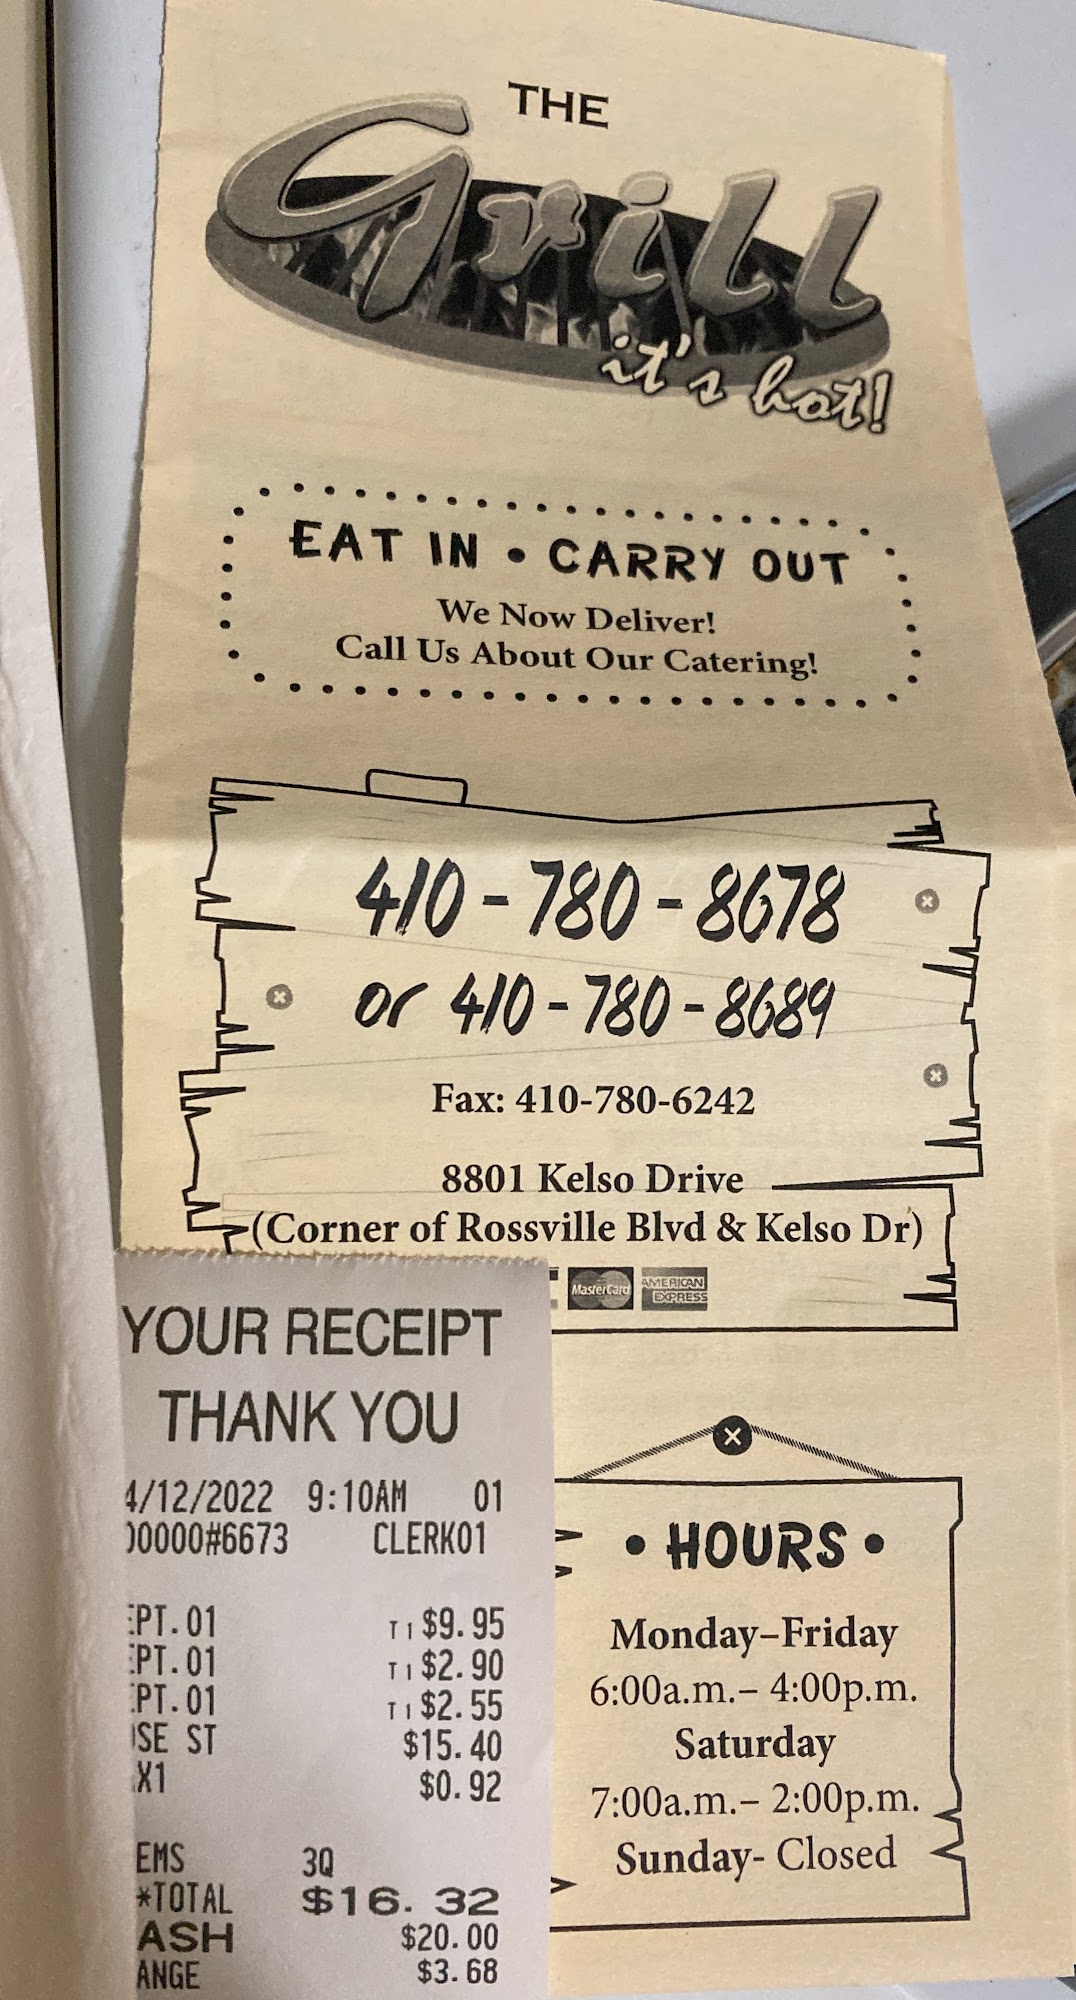 THE
Grill
it's hot!
EAT IN • CARRY OUT
We Now Deliver!
Call Us About Our Catering!
410-780-8678
or 410-780-8689
Fax: 410-780-6242
8801 Kelso Drive
(Corner of Rossville Blvd & Kelso Dr)
MasterCard AMERICAN EXPRESS
YOUR RECEIPT
THANK YOU
4/12/2022 9:10AM 01
00000#6673 CLERK01
EPT.01 T1 $9.95
EPT.01 T1 $2.90
EPT.01 T1 $2.55
SE ST $15.40
X1 $0.92
EMS 3Q
*TOTAL $16.32
ASH $20.00
ANGE $3.68
• HOURS •
Monday–Friday
6:00a.m.– 4:00p.m.
Saturday
7:00a.m.– 2:00p.m.
Sunday- Closed